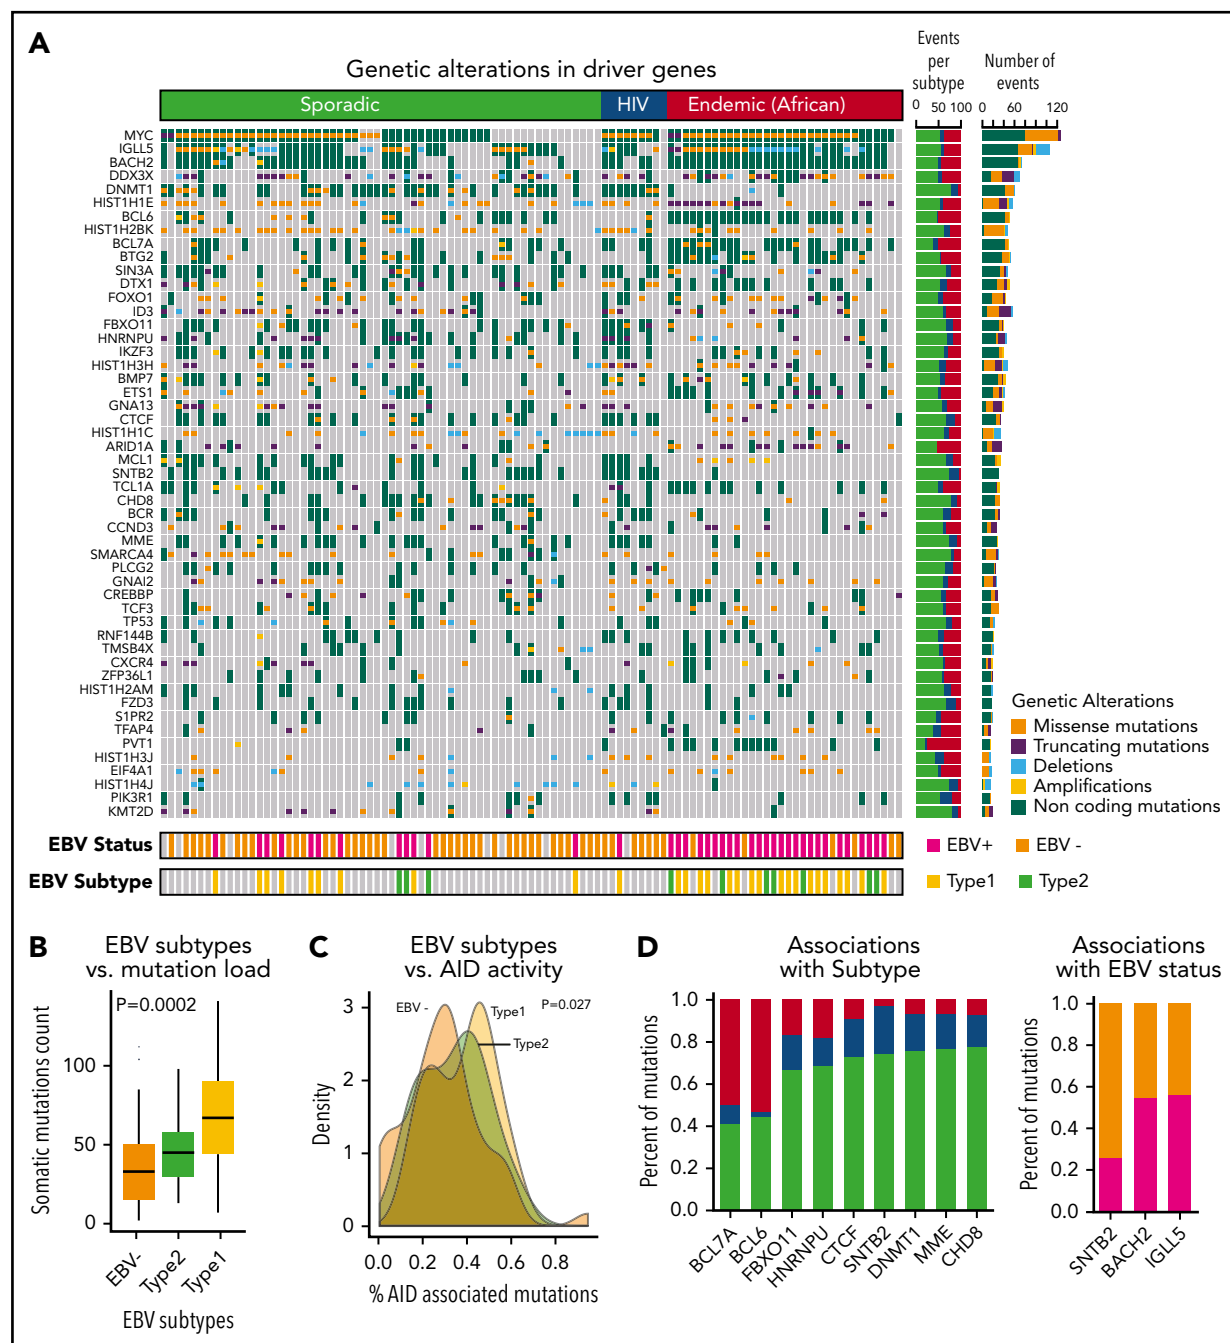 A
Genetic alterations in driver genes
Events
per
subtype
0 50 100
Number of
events
0 60 120
Sporadic HIV Endemic (African)
MYC
IGLL5
BACH2
DDX3X
DNMT1
HIST1H1E
BCL6
HIST1H2BK
BCL7A
BTG2
SIN3A
DTX1
FOXO1
ID3
FBXO11
HNRNPU
IKZF3
HIST1H3H
BMP7
ETS1
GNA13
CTCF
HIST1H1C
ARID1A
MCL1
SNTB2
TCL1A
CHD8
BCR
CCND3
MME
SMARCA4
PLCG2
GNAI2
CREBBP
TCF3
TP53
RNF144B
TMSB4X
CXCR4
ZFP36L1
HIST1H2AM
FZD3
S1PR2
TFAP4
PVT1
HIST1H3J
EIF4A1
HIST1H4J
PIK3R1
KMT2D
Genetic Alterations
Missense mutations
Truncating mutations
Deletions
Amplifications
Non coding mutations
EBV Status
EBV+ EBV -
EBV Subtype
Type1 Type2
B
EBV subtypes
vs. mutation load
P=0.0002
Somatic mutations count
100
50
0
EBV-
Type2
Type1
EBV subtypes
C
EBV subtypes
vs. AID activity
P=0.027
EBV -
Type1
Type2
Density
3
2
1
0
0.0 0.2 0.4 0.6 0.8
% AID associated mutations
D
Associations
with Subtype
Percent of mutations
1.0
0.8
0.6
0.4
0.2
0.0
BCL7A
BCL6
FBXO11
HNRNPU
CTCF
SNTB2
DNMT1
MME
CHD8
Associations
with EBV status
Percent of mutations
1.0
0.8
0.6
0.4
0.2
0.0
SNTB2
BACH2
IGLL5